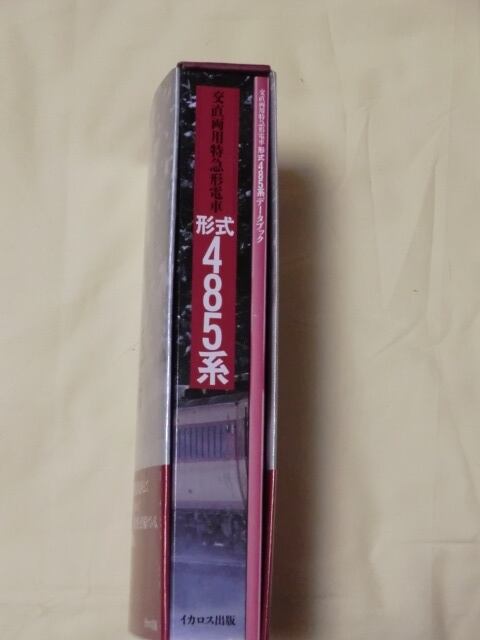 交直両用特急形電車
形式
485系
イカロス出版
交直両用特急形電車 形式485系 データブック